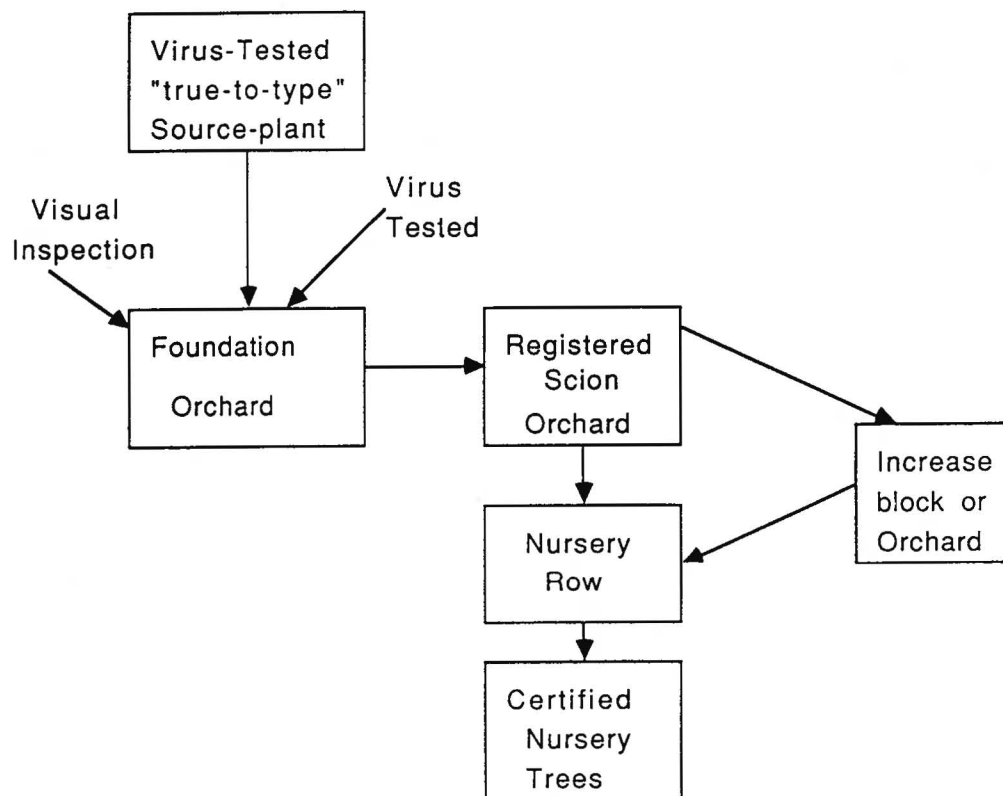 Virus-Tested
"true-to-type"
Source-plant
Visual
Inspection
Virus
Tested
Foundation
Orchard
Registered
Scion
Orchard
Increase
block or
Orchard
Nursery
Row
Certified
Nursery
Trees